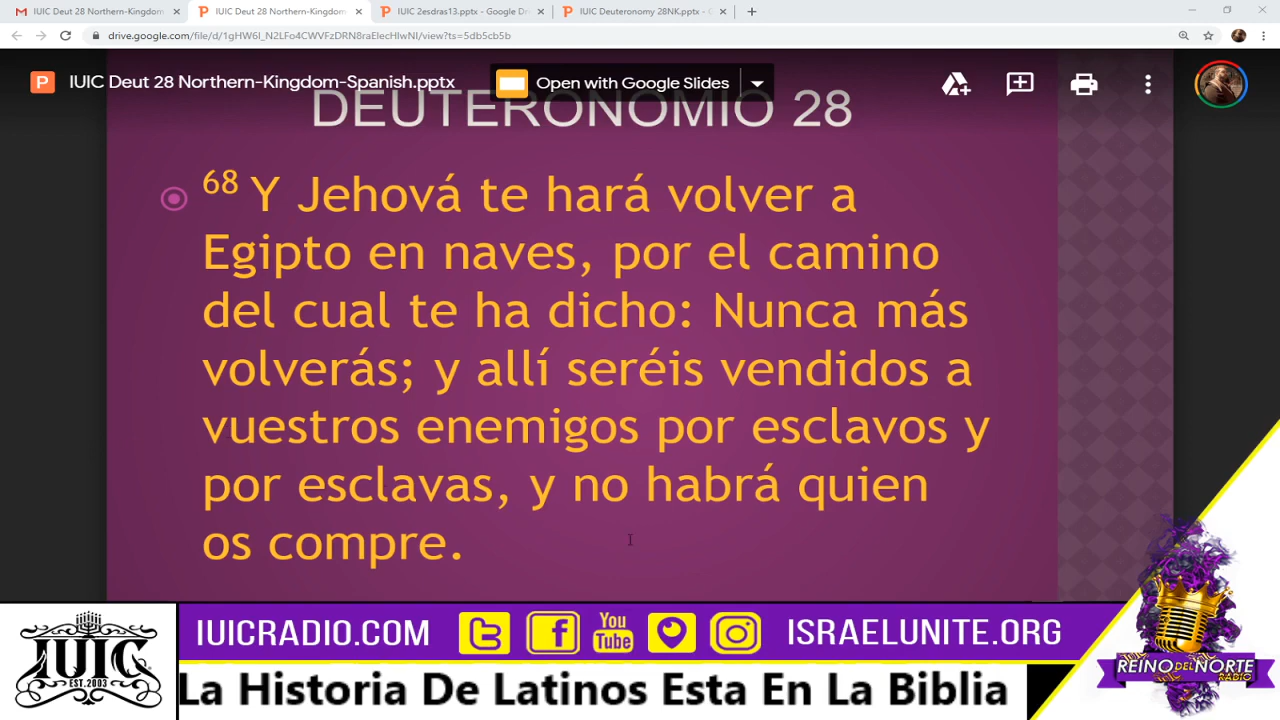 IUIC Deut 28 Northern-Kingdom
IUIC Deut 28 Northern-Kingdom
IUIC 2esdras13.pptx - Google Dr
IUIC Deuteronomy 28NK.pptx - G
drive.google.com/file/d/1gHW6l_N2LFo4CWVFzDRN8raElecHIwNI/view?ts=5db5cb5b
P IUIC Deut 28 Northern-Kingdom-Spanish.pptx
Open with Google Slides
DEUTERONOMIO 28
68 Y Jehová te hará volver a
Egipto en naves, por el camino
del cual te ha dicho: Nunca más
volverás; y allí seréis vendidos a
vuestros enemigos por esclavos y
por esclavas, y no habrá quien
os compre.
IUIC
EST. 2003
IUICRADIO.COM
You
Tube
ISRAELUNITE.ORG
REINO DEL NORTE
RADIO
La Historia De Latinos Esta En La Biblia